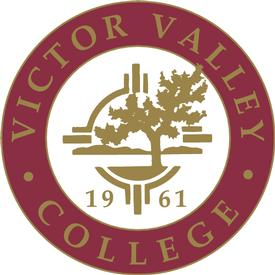 VICTOR VALLEY
19 61
• COLLEGE •